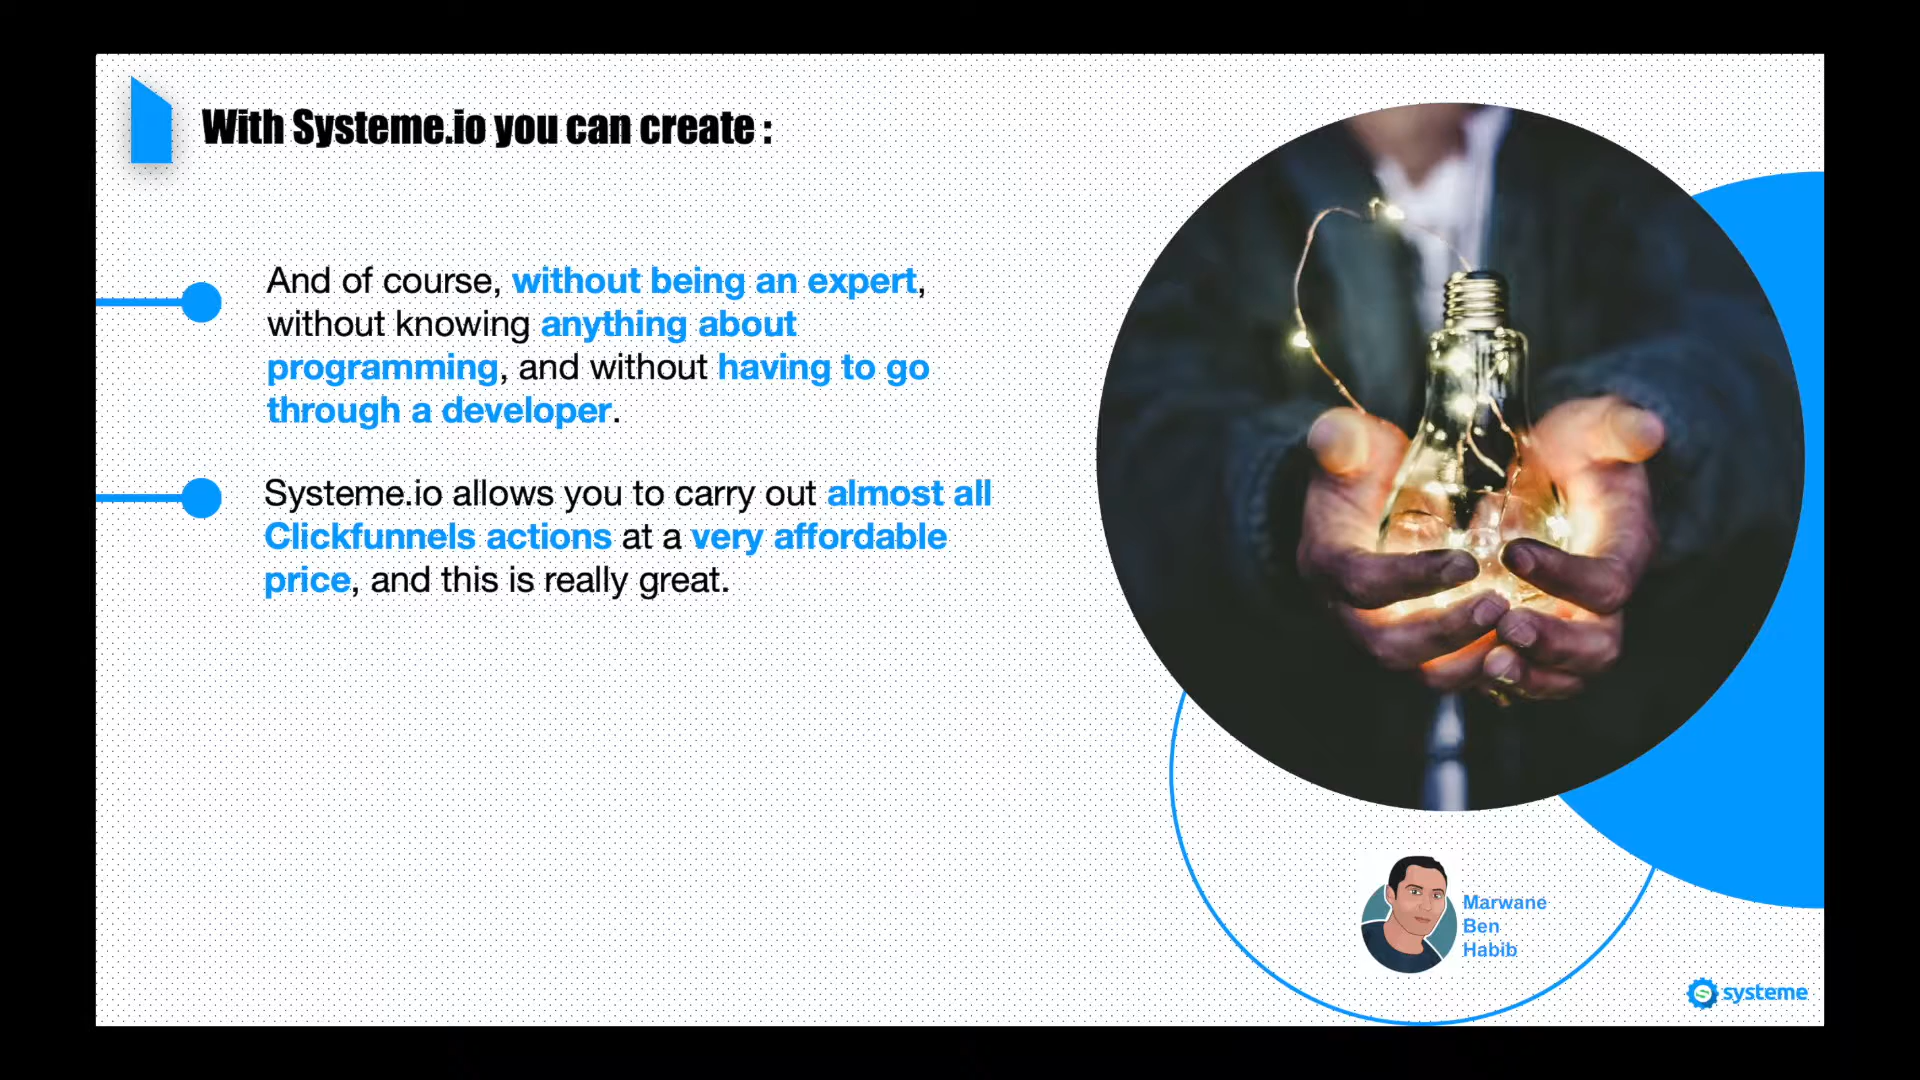 With Systeme.io you can create :
And of course, without being an expert,
without knowing anything about
programming, and without having to go
through a developer.
Systeme.io allows you to carry out almost all
Clickfunnels actions at a very affordable
price, and this is really great.
Marwane
Ben
Habib
systeme